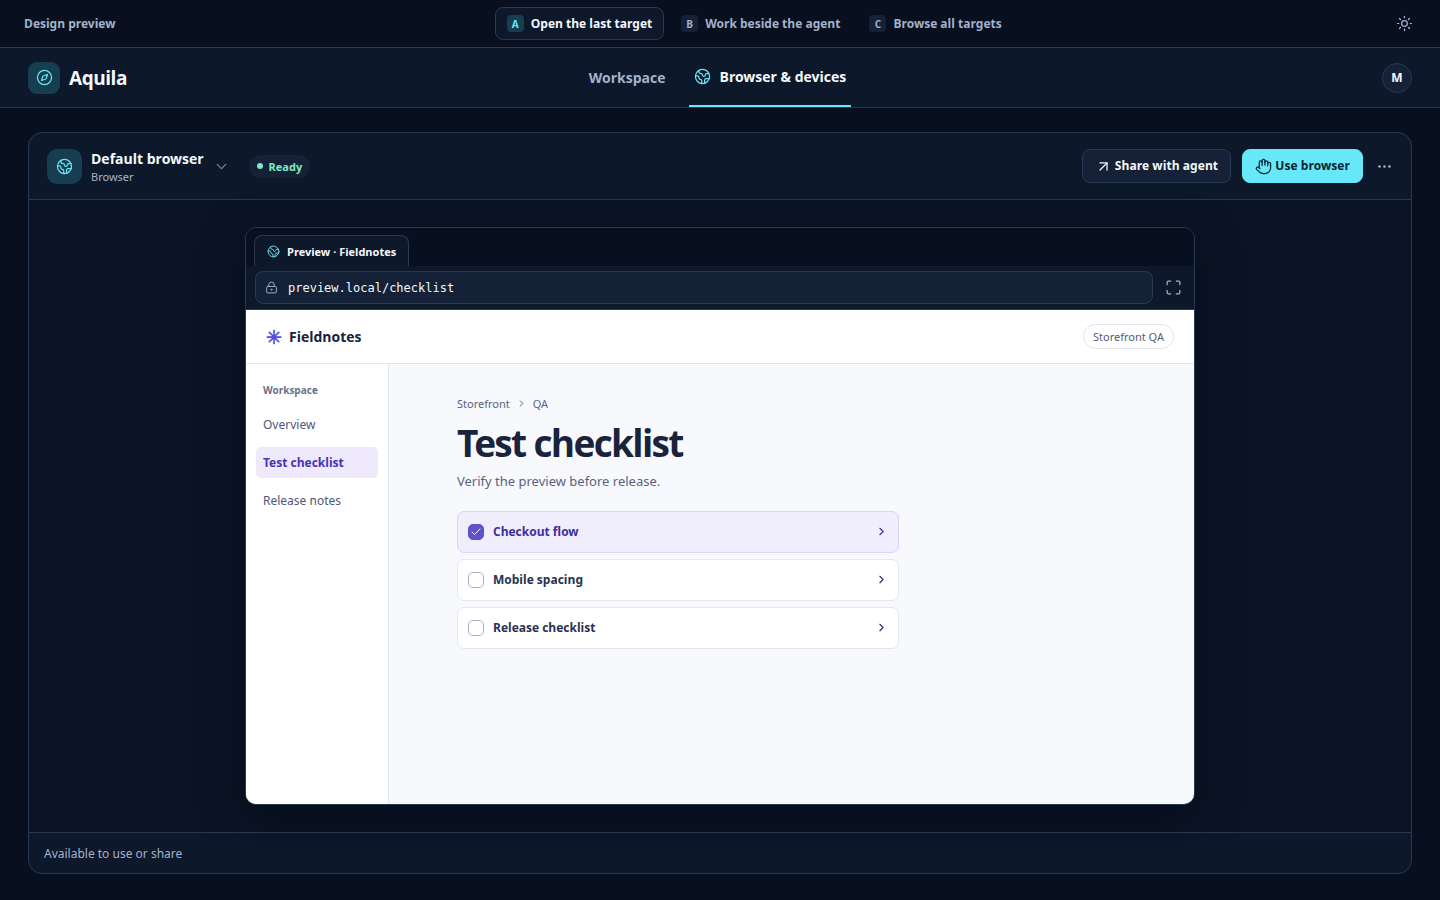 Design preview
A Open the last target
B Work beside the agent
C Browse all targets
Aquila
Workspace
Browser & devices
M
Default browser
Browser
Ready
Share with agent
Use browser
Preview · Fieldnotes
preview.local/checklist
Fieldnotes
Storefront QA
Workspace
Overview
Test checklist
Release notes
Storefront > QA
Test checklist
Verify the preview before release.
Checkout flow
Mobile spacing
Release checklist
Available to use or share